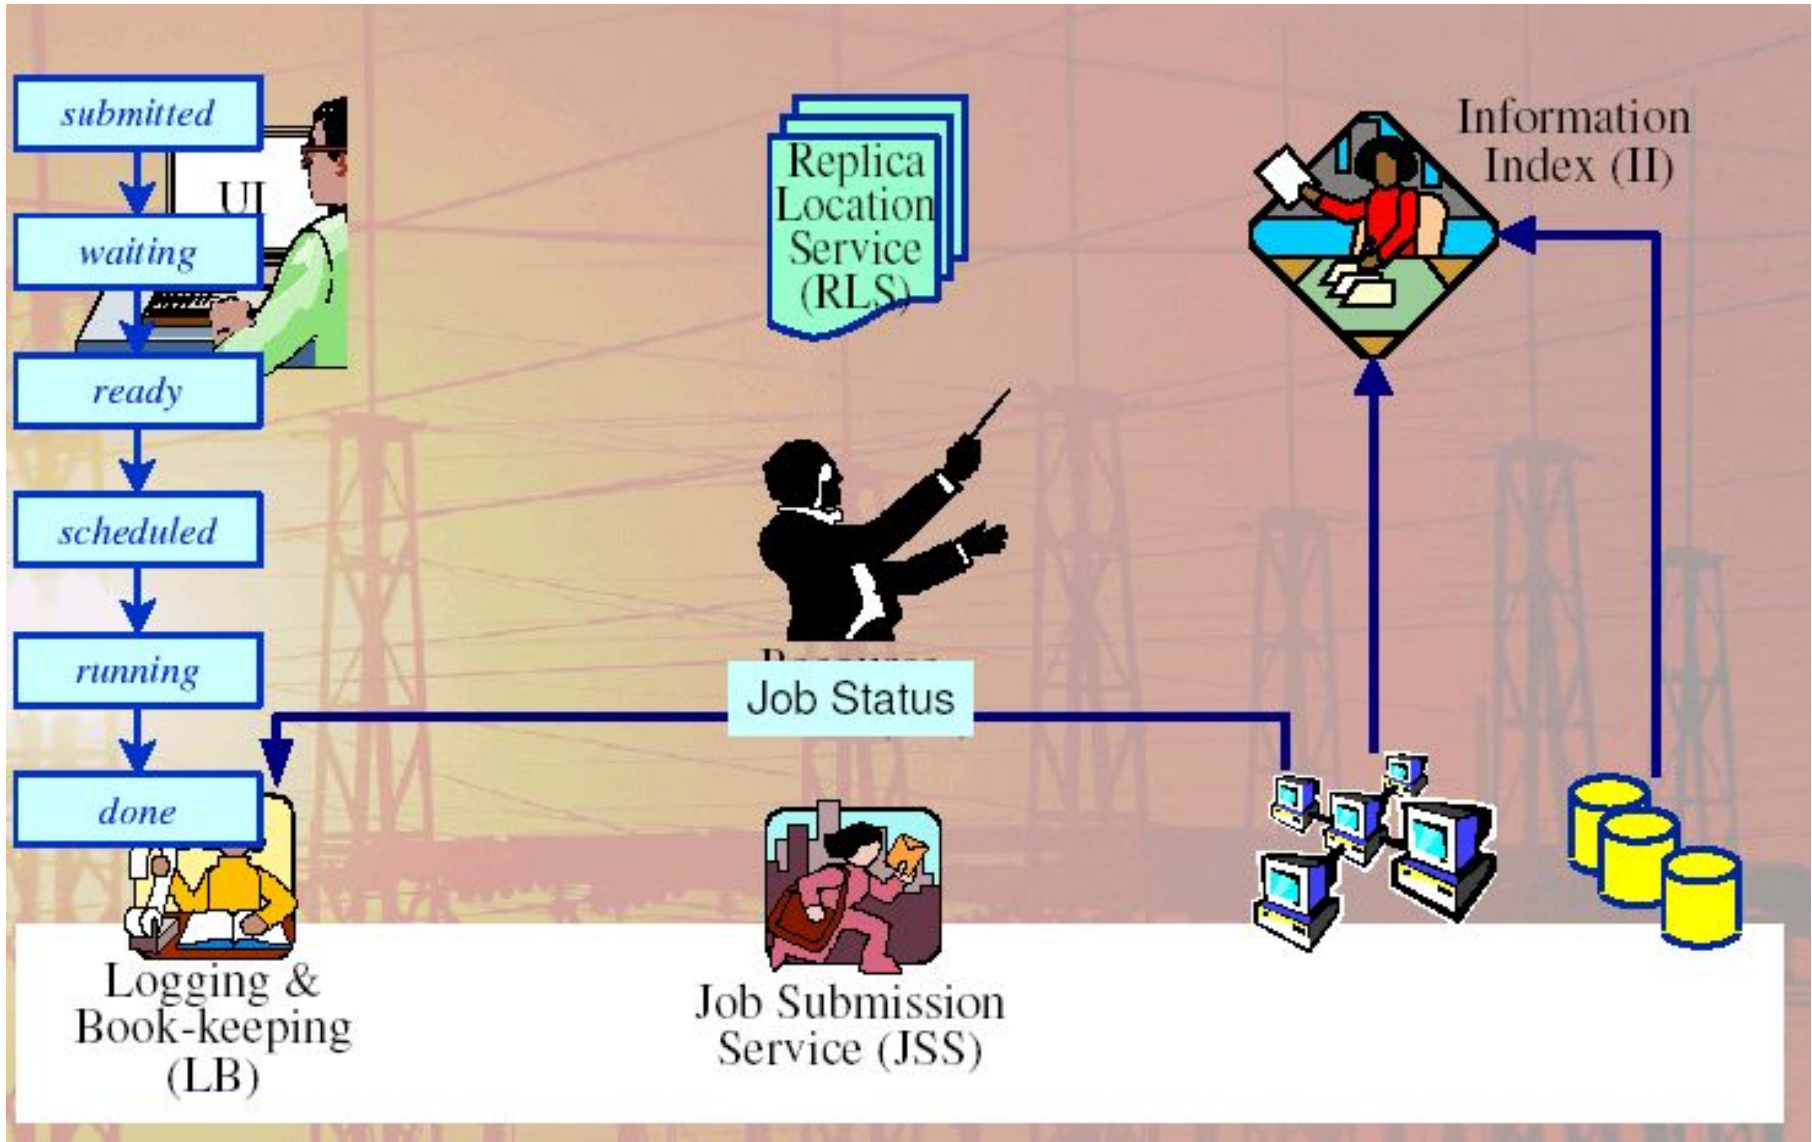 submitted
waiting
ready
scheduled
running
done
UI
Replica
Location
Service
(RLS)
Information
Index (II)
Job Status
Logging &
Book-keeping
(LB)
Job Submission
Service (JSS)